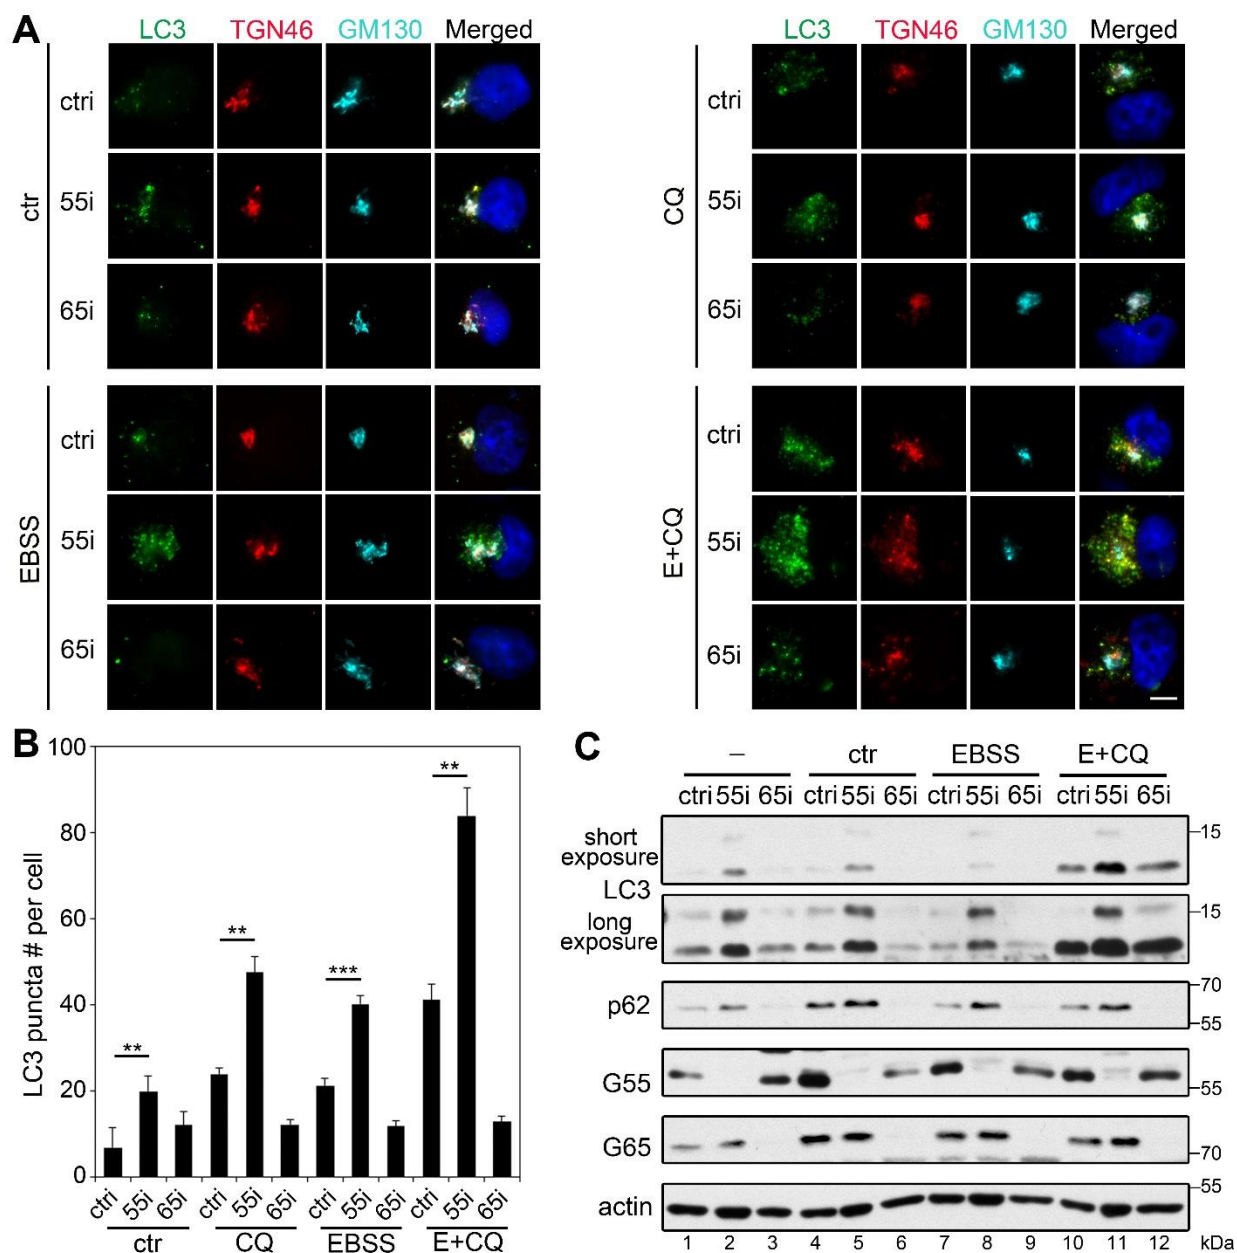 A
LC3 TGN46 GM130 Merged
LC3 TGN46 GM130 Merged
ctr
ctri
55i
65i
EBSS
ctri
55i
65i
CQ
ctri
55i
65i
E+CQ
ctri
55i
65i
B
LC3 puncta # per cell
100
80
60
40
20
0
**
**
***
**
ctri 55i 65i ctri 55i 65i ctri 55i 65i ctri 55i 65i
ctr CQ EBSS E+CQ
C
– ctr EBSS E+CQ
ctri 55i 65i ctri 55i 65i ctri 55i 65i ctri 55i 65i
short
exposure
15
LC3
long
exposure
15
p62
70
55
G55
55
G65
70
actin
55
1 2 3 4 5 6 7 8 9 10 11 12 kDa